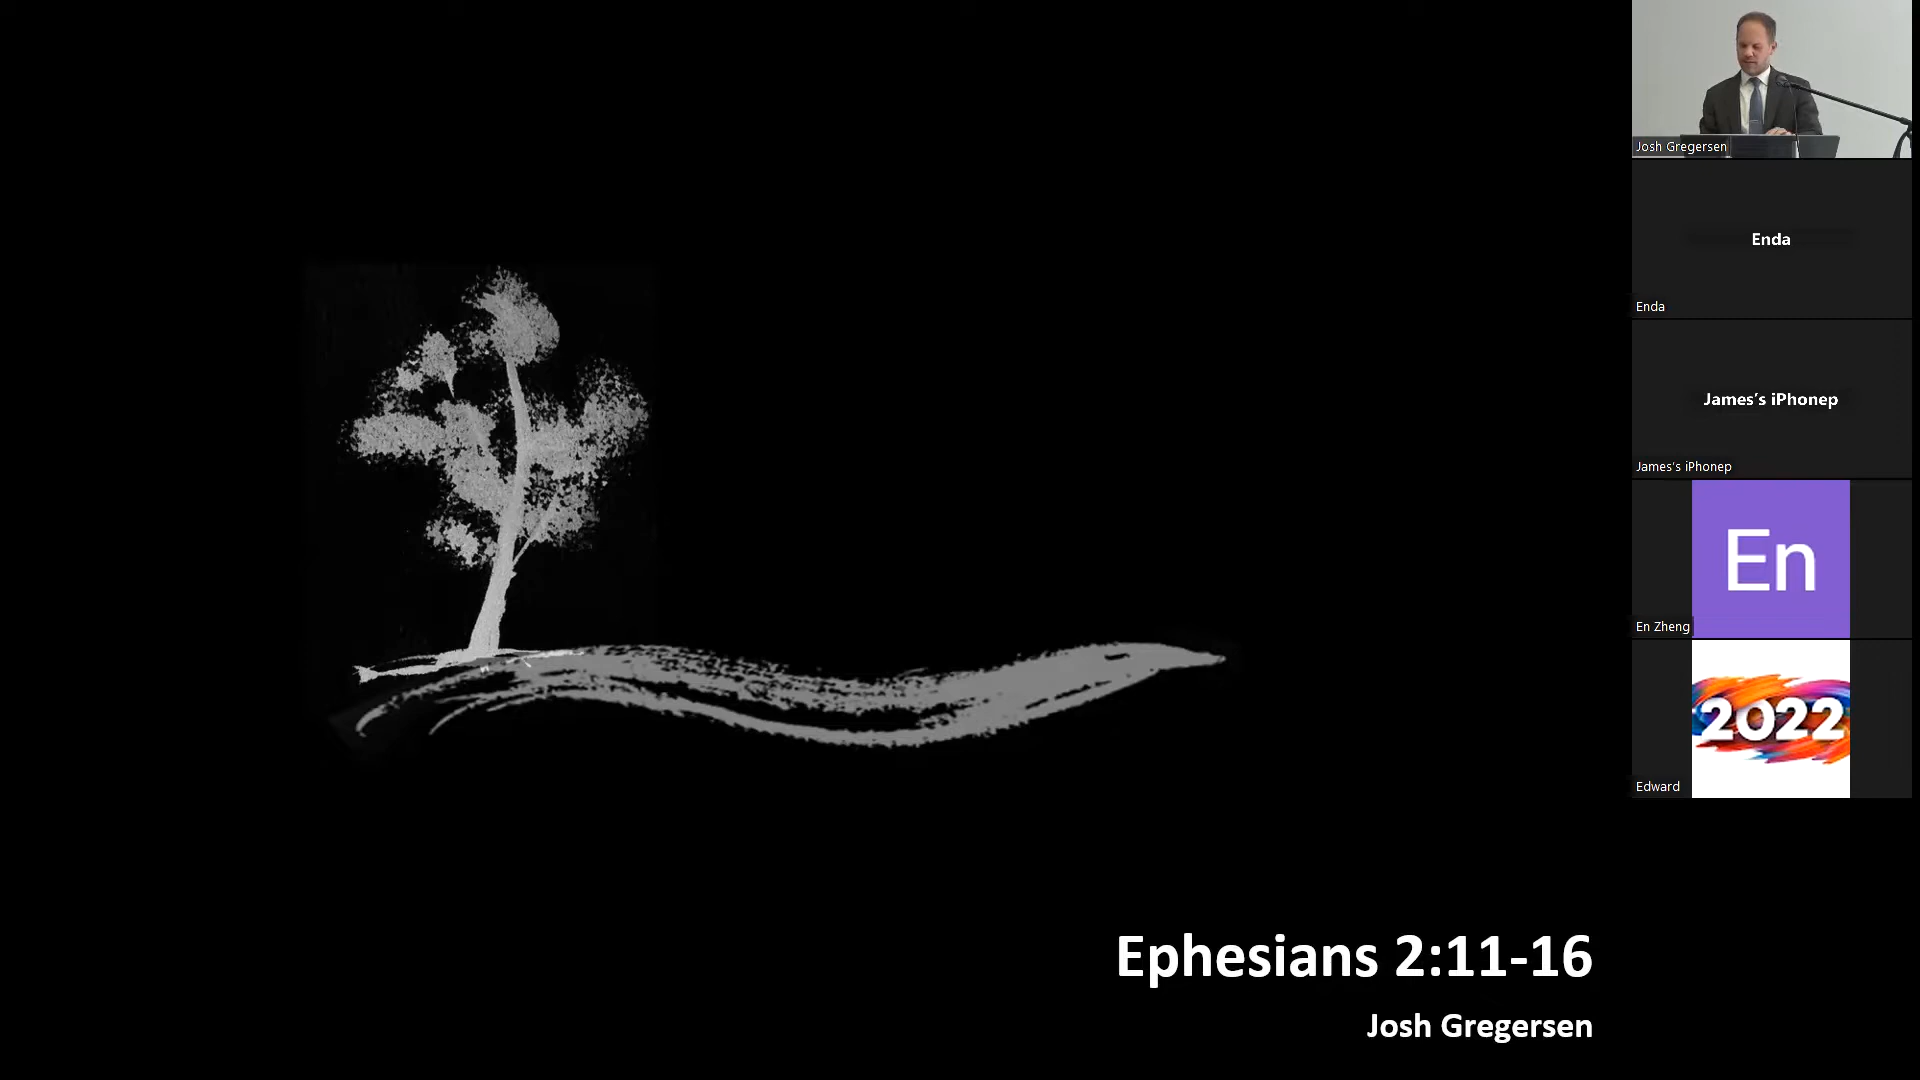 Josh Gregersen
Enda
Enda
James’s iPhonep
James's iPhonep
En
En Zheng
2022
Edward
Ephesians 2:11-16
Josh Gregersen